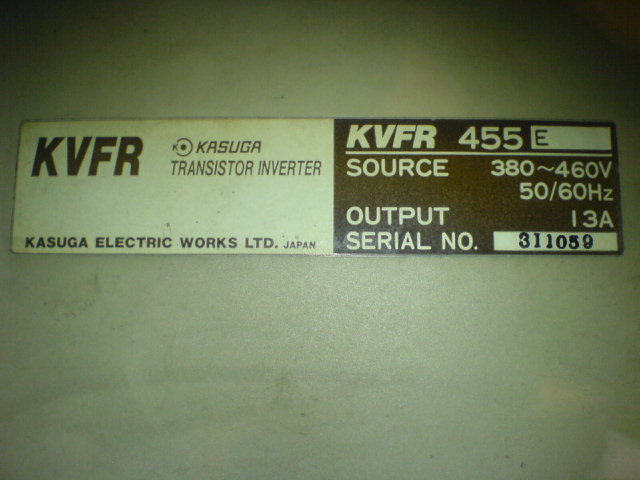 KVFR K KASUGA
TRANSISTOR INVERTER
KASUGA ELECTRIC WORKS LTD. JAPAN
KVFR 455 E
SOURCE 380~460V
50/60Hz
OUTPUT 13A
SERIAL NO. 311059